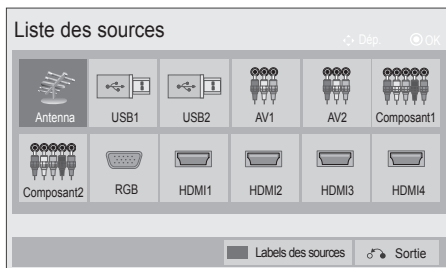 Liste des sources
Dép. OK
Antenna USB1 USB2 AV1 AV2 Composant1
Composant2 RGB HDMI1 HDMI2 HDMI3 HDMI4
Labels des sources Sortie